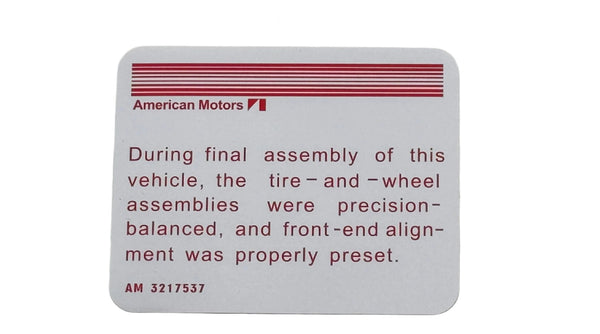 American Motors
During final assembly of this
vehicle, the tire-and-wheel
assemblies were precision-
balanced, and front-end align-
ment was properly preset.
AM 3217537